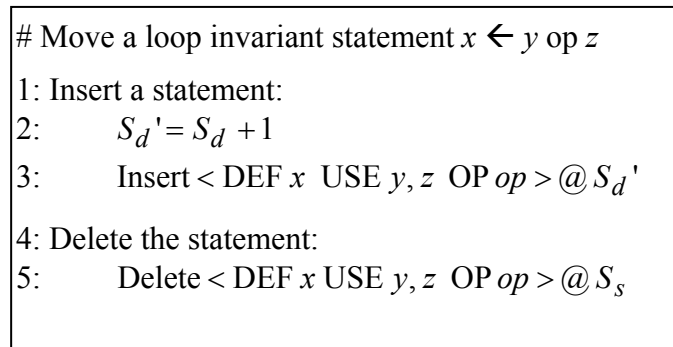 # Move a loop invariant statement x ← y op z
1: Insert a statement:
2: S_d' = S_d + 1
3: Insert < DEF x USE y, z OP op > @ S_d'
4: Delete the statement:
5: Delete < DEF x USE y, z OP op > @ S_s